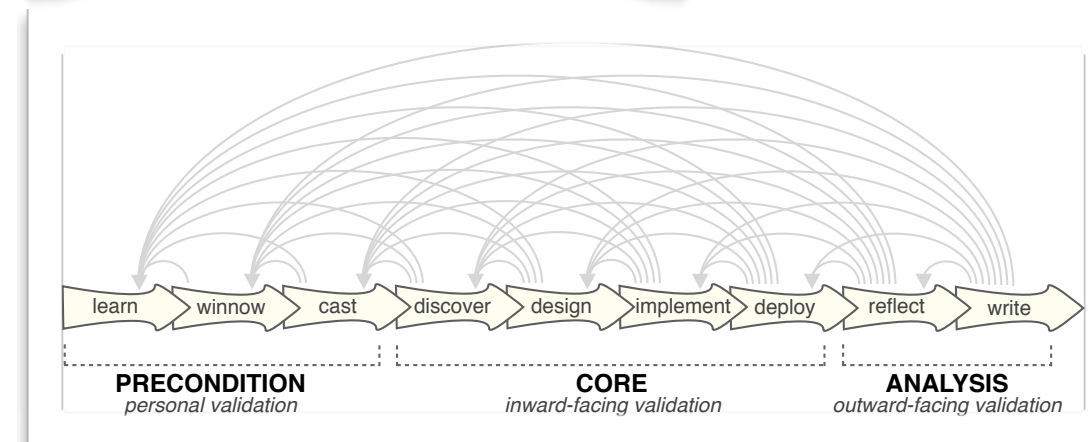 learn winnow cast discover design implement deploy reflect write
PRECONDITION CORE ANALYSIS
personal validation inward-facing validation outward-facing validation